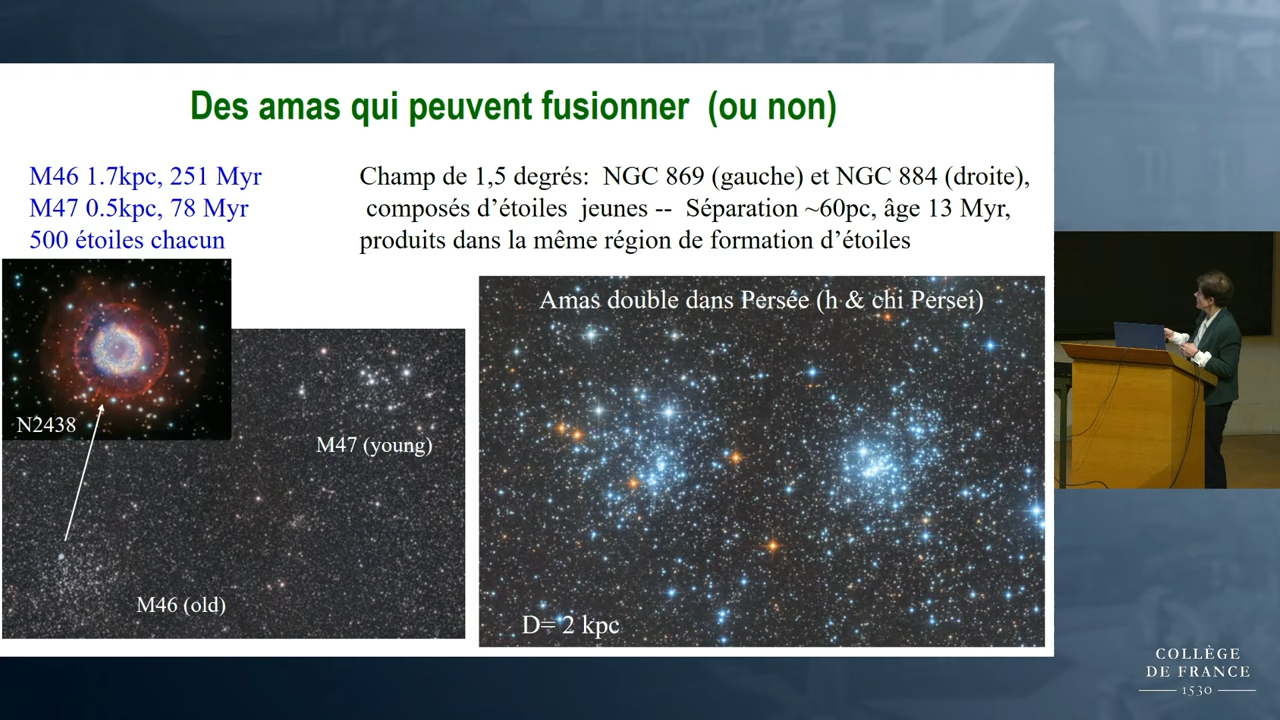 Des amas qui peuvent fusionner (ou non)
M46 1.7kpc, 251 Myr
M47 0.5kpc, 78 Myr
500 étoiles chacun
Champ de 1,5 degrés: NGC 869 (gauche) et NGC 884 (droite),
composés d’étoiles jeunes -- Séparation ~60pc, âge 13 Myr,
produits dans la même région de formation d’étoiles
N2438
M47 (young)
M46 (old)
Amas double dans Persée (h & chi Persei)
D= 2 kpc
COLLÈGE
DE FRANCE
1530